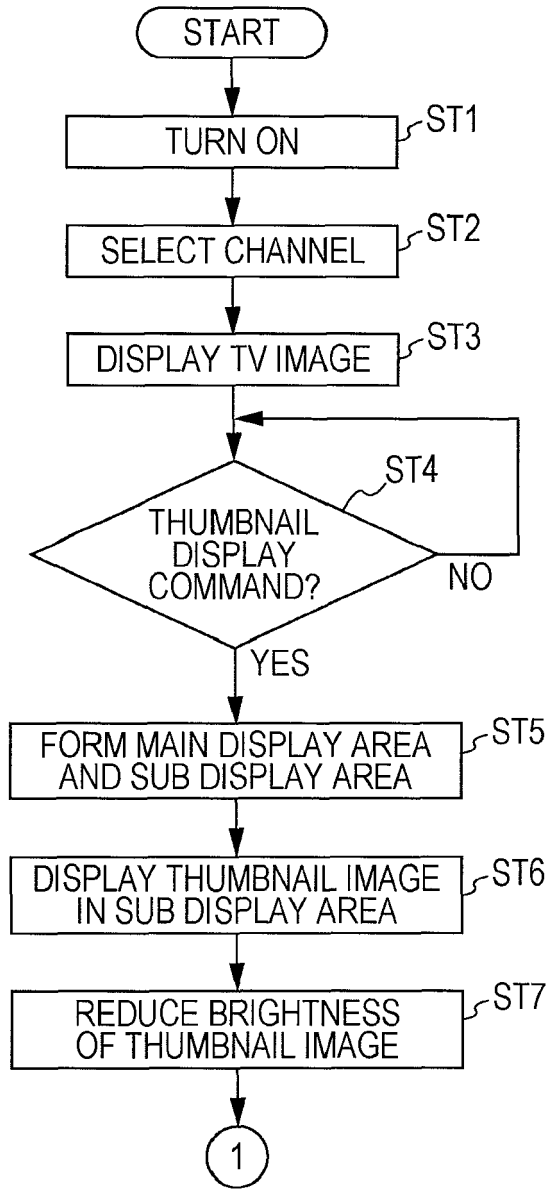 START
ST1
TURN ON
ST2
SELECT CHANNEL
ST3
DISPLAY TV IMAGE
ST4
THUMBNAIL
DISPLAY
COMMAND?
NO
YES
ST5
FORM MAIN DISPLAY AREA
AND SUB DISPLAY AREA
ST6
DISPLAY THUMBNAIL IMAGE
IN SUB DISPLAY AREA
ST7
REDUCE BRIGHTNESS
OF THUMBNAIL IMAGE
1